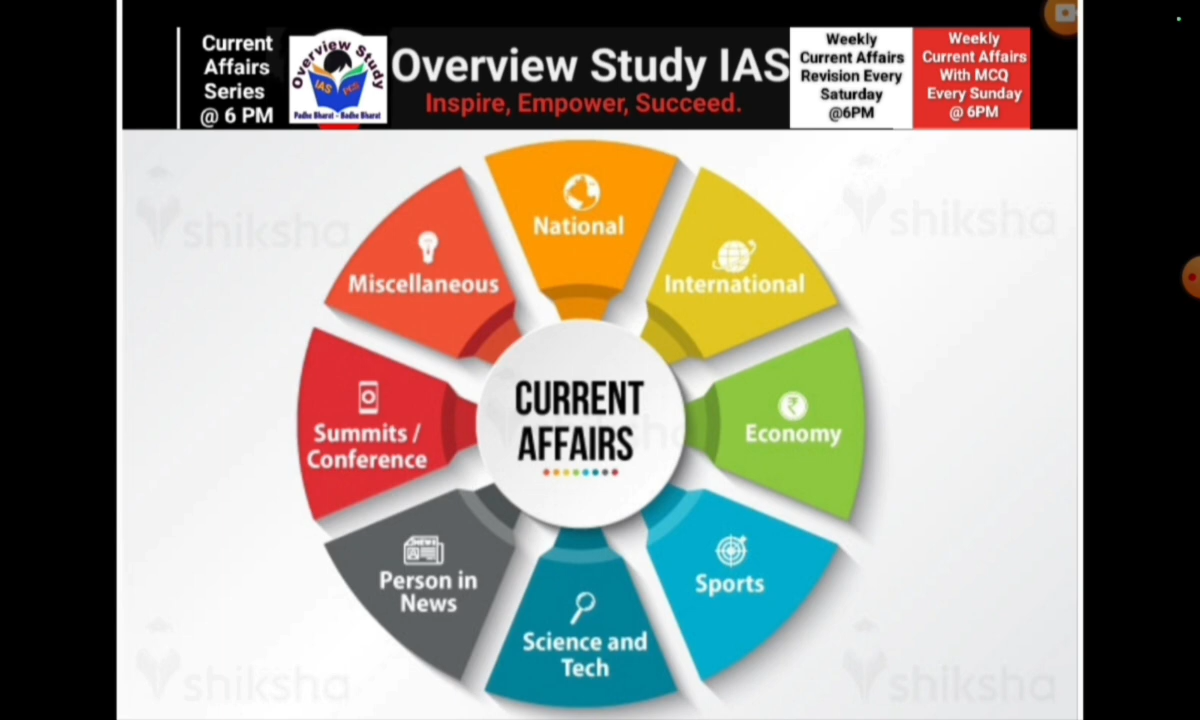 Current
Affairs
Series
@ 6 PM
Overview Study
IAS PCS
Padhe Bharat - Badhe Bharat
Overview Study IAS
Inspire, Empower, Succeed.
Weekly
Current Affairs
Revision Every
Saturday
@6PM
Weekly
Current Affairs
With MCQ
Every Sunday
@ 6PM
shiksha
shiksha
National
Miscellaneous
International
CURRENT
AFFAIRS
Summits /
Conference
Economy
Person in
News
NEWS
Sports
Science and
Tech
shiksha
shiksha